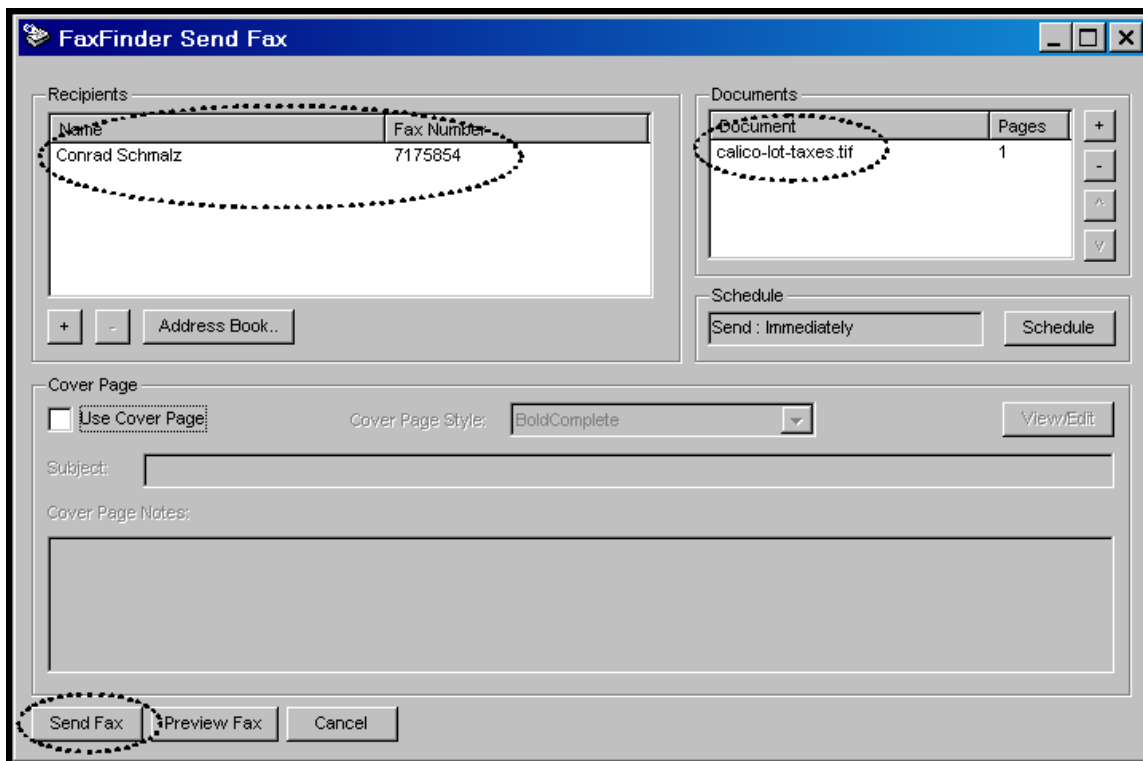 FaxFinder Send Fax
Recipients
Name Fax Number
Conrad Schmalz 7175854
+ - Address Book..
Documents
Document Pages
calico-lot-taxes.tif 1
+
-
^
v
Schedule
Send : Immediately Schedule
Cover Page
Use Cover Page Cover Page Style: BoldComplete View/Edit
Subject:
Cover Page Notes:
Send Fax Preview Fax Cancel